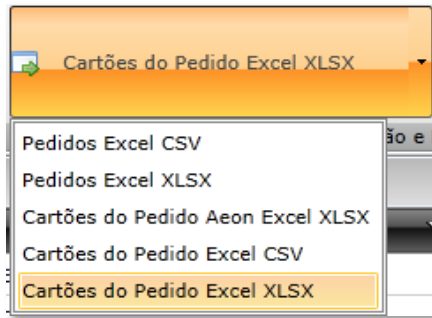 Cartões do Pedido Excel XLSX
Pedidos Excel CSV
ão e
Pedidos Excel XLSX
Cartões do Pedido Aeon Excel XLSX
Cartões do Pedido Excel CSV
Cartões do Pedido Excel XLSX